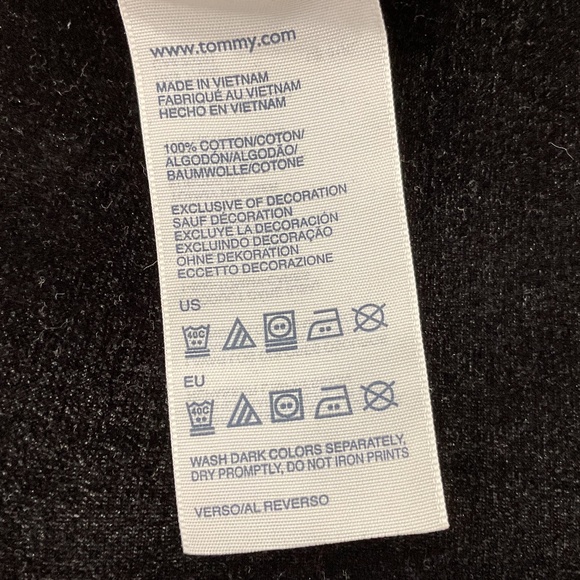 www.tommy.com
MADE IN VIETNAM
FABRIQUÉ AU VIETNAM
HECHO EN VIETNAM
100% COTTON/COTON/
ALGODÓN/ALGODÃO/
BAUMWOLLE/COTONE
EXCLUSIVE OF DECORATION
SAUF DÉCORATION
EXCLUYE LA DECORACIÓN
EXCLUINDO DECORAÇÃO
OHNE DEKORATION
ECCETTO DECORAZIONE
US
40C
EU
40C
WASH DARK COLORS SEPARATELY,
DRY PROMPTLY, DO NOT IRON PRINTS
VERSO/AL REVERSO